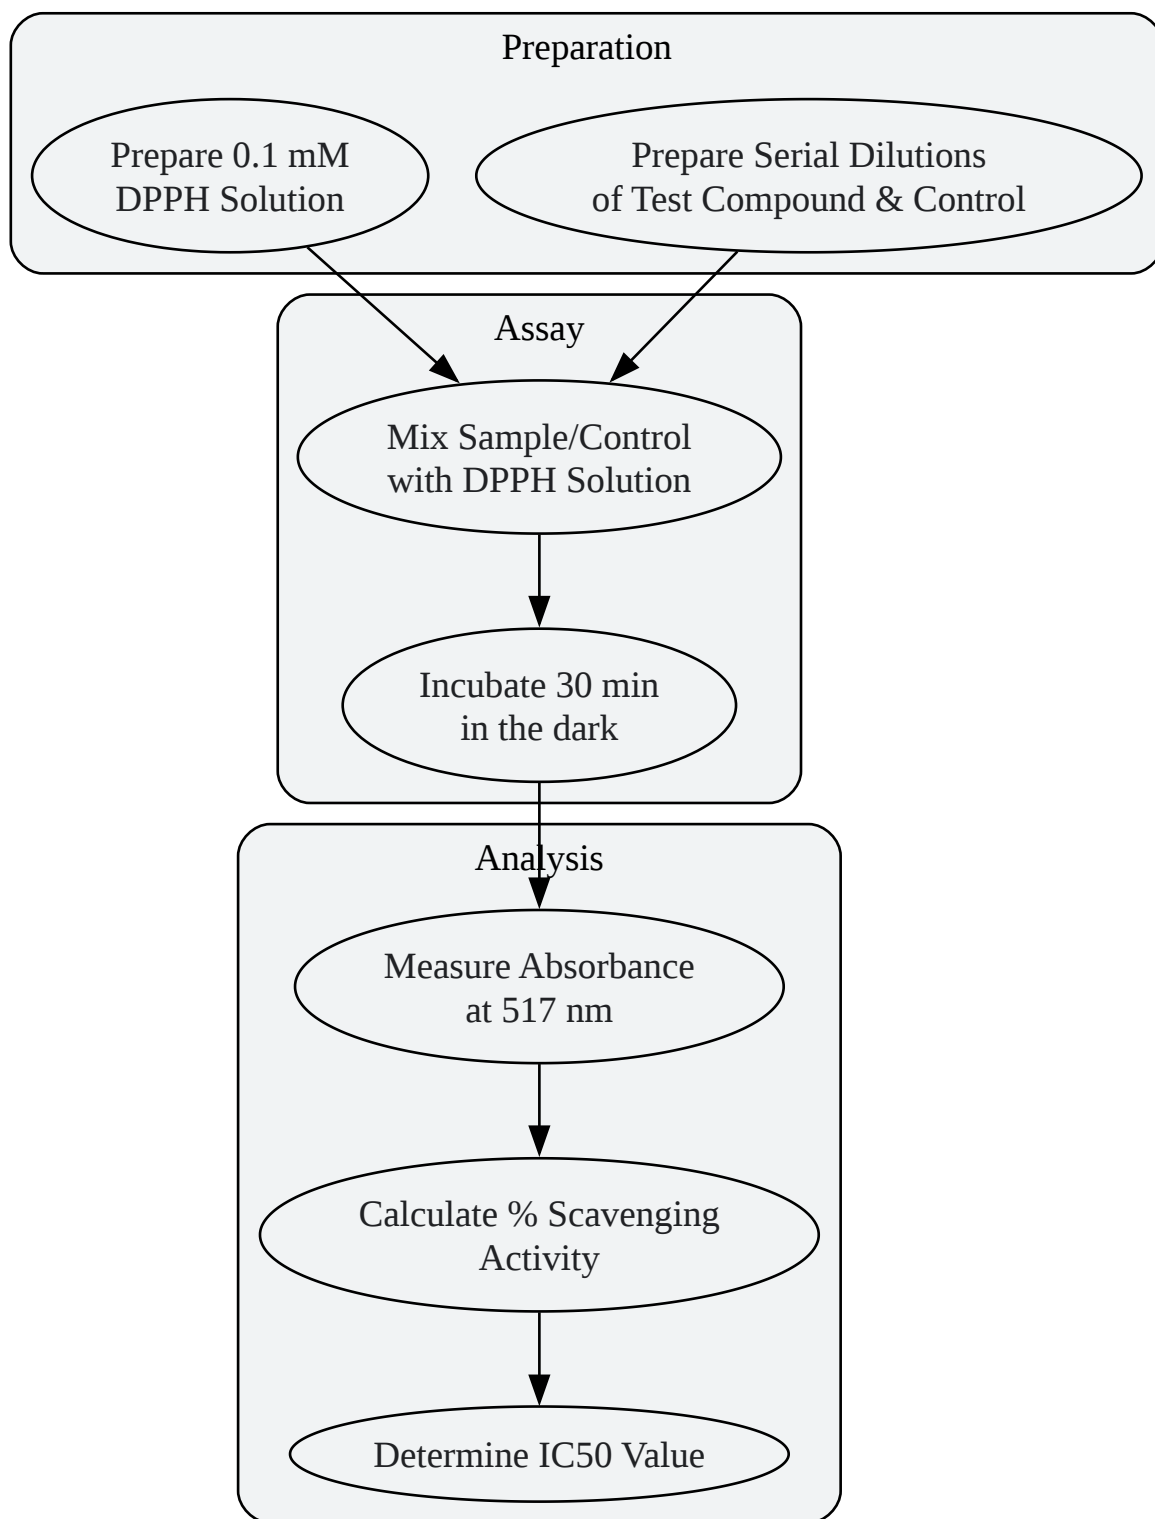 Preparation
Prepare 0.1 mM
DPPH Solution
Prepare Serial Dilutions
of Test Compound & Control
Assay
Mix Sample/Control
with DPPH Solution
Incubate 30 min
in the dark
Analysis
Measure Absorbance
at 517 nm
Calculate % Scavenging
Activity
Determine IC50 Value